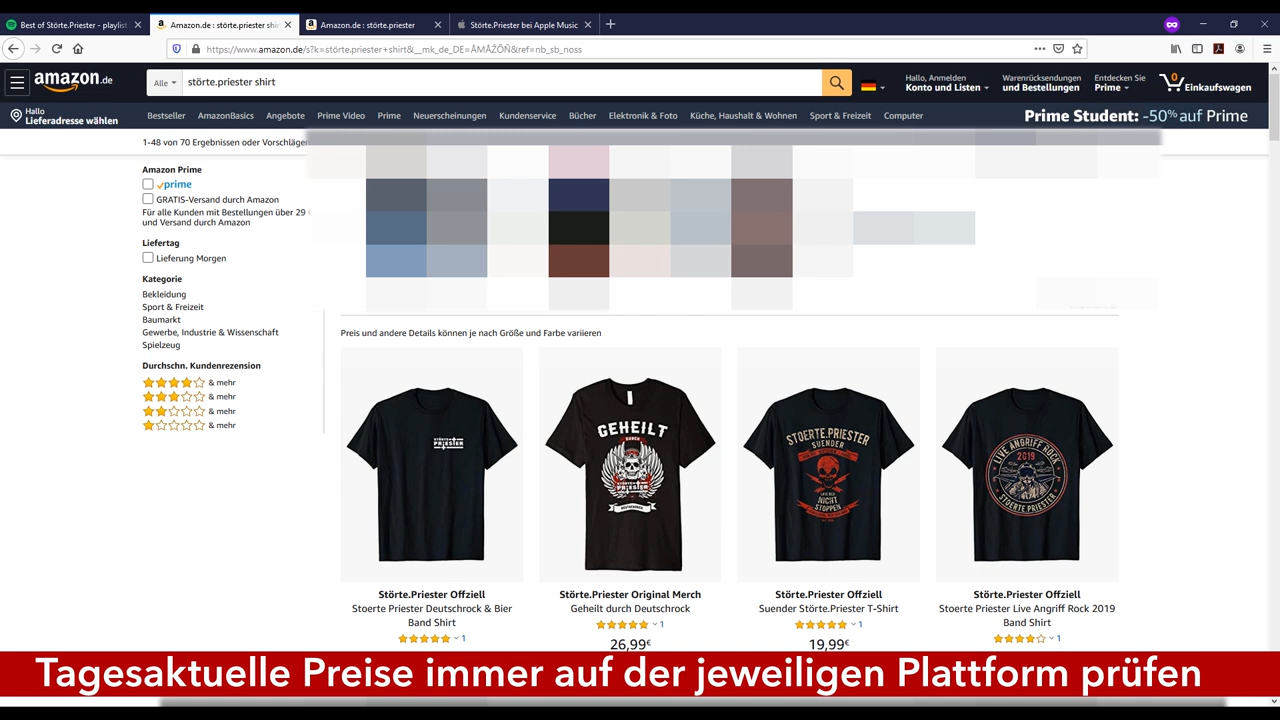 Best of Störte.Priester - playlist
Amazon.de : störte.priester shir
Amazon.de : störte.priester
Störte.Priester bei Apple Music
https://www.amazon.de/s?k=störte.priester+shirt&__mk_de_DE=ÅMÅŽÕÑ&ref=nb_sb_noss
amazon.de
Alle
störte.priester shirt
Hallo, Anmelden
Konto und Listen
Warenrücksendungen
und Bestellungen
Entdecken Sie
Prime
0
Einkaufswagen
Hallo
Lieferadresse wählen
Bestseller AmazonBasics Angebote Prime Video Prime Neuerscheinungen Kundenservice Bücher Elektronik & Foto Küche, Haushalt & Wohnen Sport & Freizeit Computer
Prime Student: -50% auf Prime
1-48 von 70 Ergebnissen oder Vorschläge
Amazon Prime
prime
GRATIS-Versand durch Amazon
Für alle Kunden mit Bestellungen über 29 €
und Versand durch Amazon
Liefertag
Lieferung Morgen
Kategorie
Bekleidung
Sport & Freizeit
Baumarkt
Gewerbe, Industrie & Wissenschaft
Spielzeug
Durchschn. Kundenrezension
& mehr
& mehr
& mehr
& mehr
Preis und andere Details können je nach Größe und Farbe variieren
STÖRTE
PRIESTER
GEHEILT
DURCH
STÖRTE
PRIESTER
DEUTSCHROCK
STOERTE.PRIESTER
SUENDER
NICHT
STOPPEN
LIVE ANGRIFF ROCK
2019
STOERTE.PRIESTER
Störte.Priester Offziell
Stoerte Priester Deutschrock & Bier
Band Shirt
1
Störte.Priester Original Merch
Geheilt durch Deutschrock
1
26,99€
Störte.Priester Offziell
Suender Störte.Priester T-Shirt
1
19,99€
Störte.Priester Offziell
Stoerte Priester Live Angriff Rock 2019
Band Shirt
1
Tagesaktuelle Preise immer auf der jeweiligen Plattform prüfen